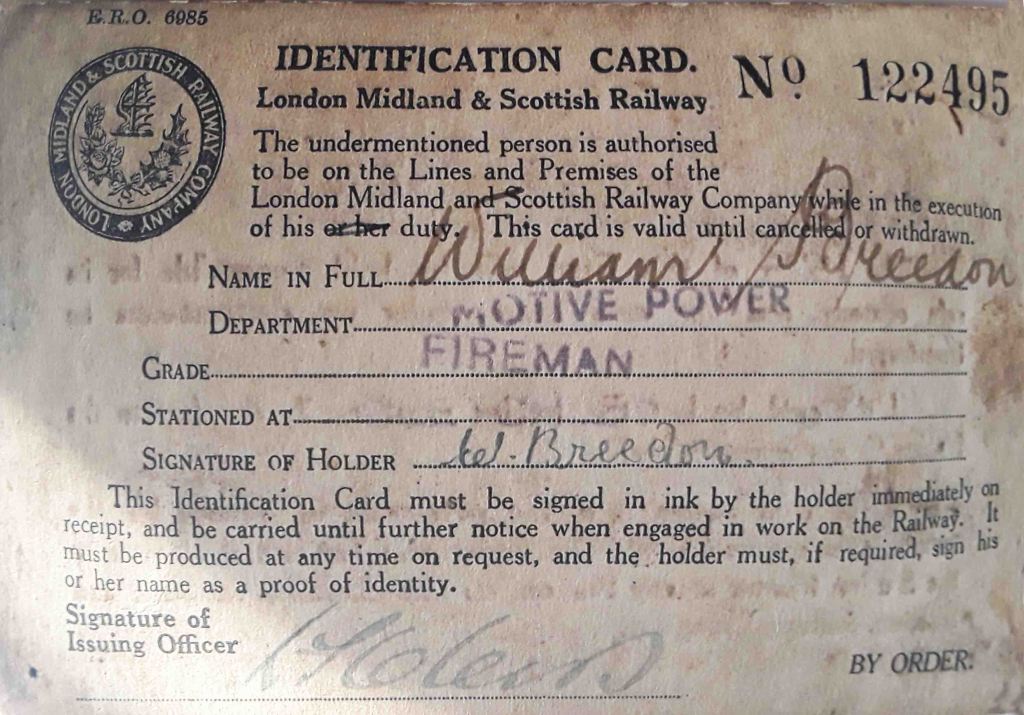 E.R.O. 6985
LONDON MIDLAND & SCOTTISH RAILWAY COMPANY
IDENTIFICATION CARD.
Nº 122495
London Midland & Scottish Railway
The undermentioned person is authorised
to be on the Lines and Premises of the
London Midland and Scottish Railway Company while in the execution
of his or her duty. This card is valid until cancelled or withdrawn.
NAME IN FULL William Breedon
DEPARTMENT MOTIVE POWER
GRADE FIREMAN
STATIONED AT
SIGNATURE OF HOLDER W. Breedon
This Identification Card must be signed in ink by the holder immediately on
receipt, and be carried until further notice when engaged in work on the Railway. It
must be produced at any time on request, and the holder must, if required, sign his
or her name as a proof of identity.
Signature of
Issuing Officer
BY ORDER.